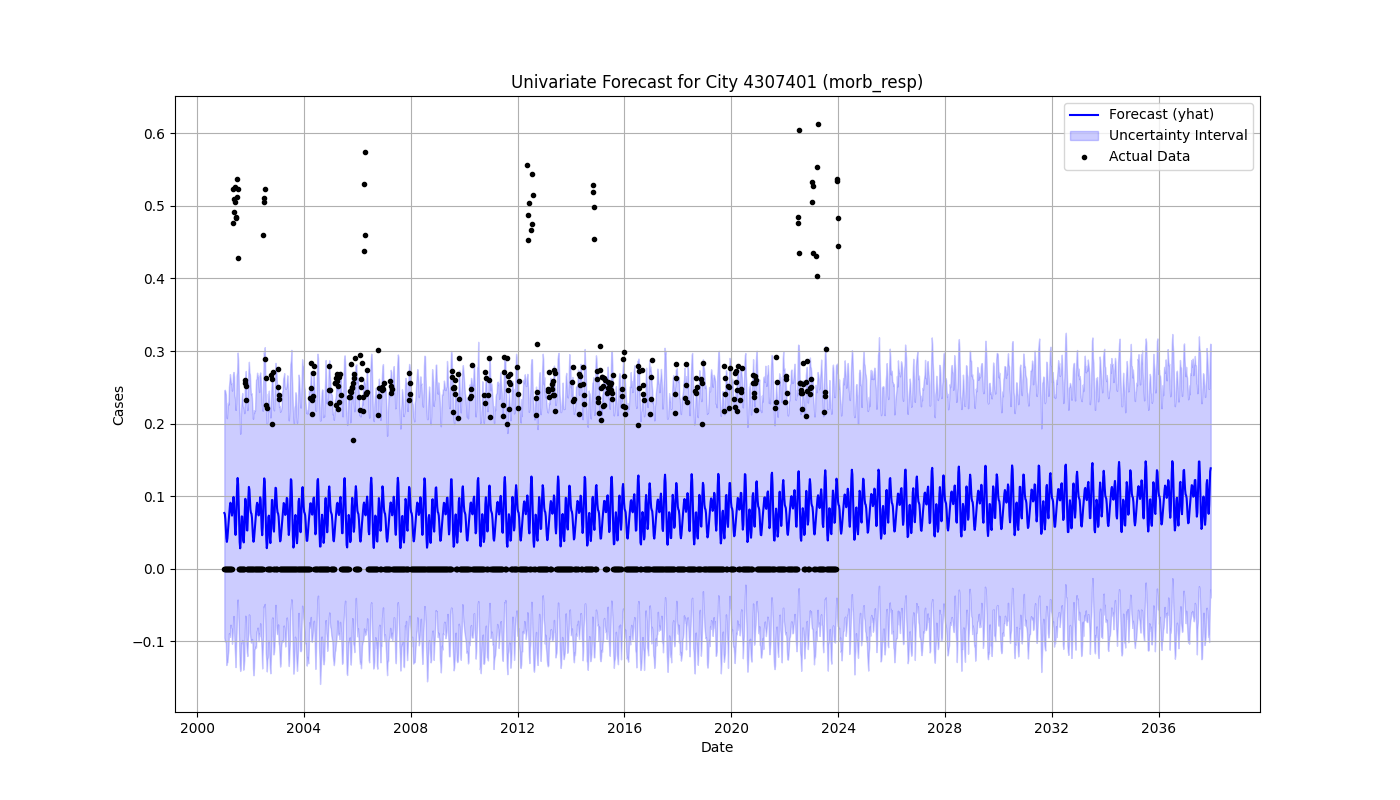 Univariate Forecast for City 4307401 (morb_resp)
Forecast (yhat)
Uncertainty Interval
Actual Data
Cases
0.6
0.5
0.4
0.3
0.2
0.1
0.0
−0.1
2000 2004 2008 2012 2016 2020 2024 2028 2032 2036
Date